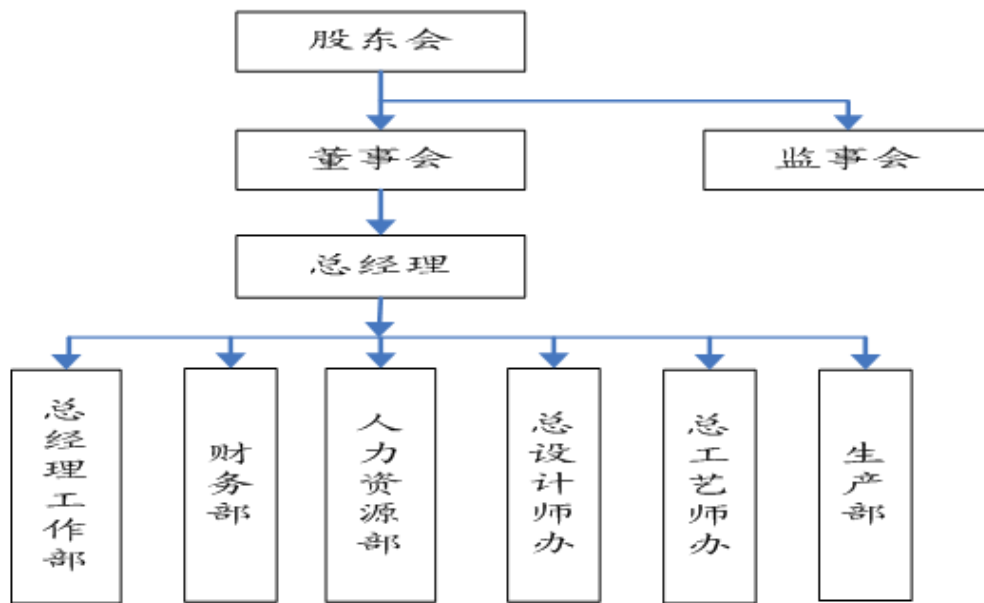 股东会
董事会
监事会
总经理
总经理工作部
财务部
人力资源部
总设计师办
总工艺师办
生产部